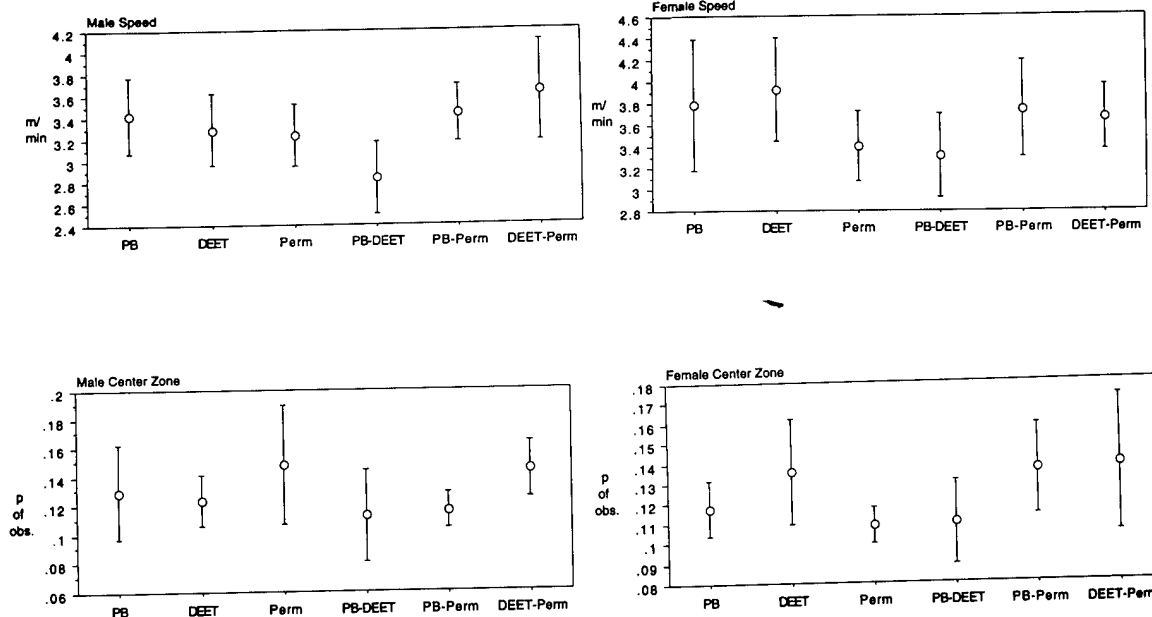 Male Speed
4.2
4
3.8
3.6
3.4
3.2
3
2.8
2.6
2.4
m/
min
PB DEET Perm PB-DEET PB-Perm DEET-Perm
Female Speed
4.6
4.4
4.2
4
3.8
3.6
3.4
3.2
3
2.8
m/
min
PB DEET Perm PB-DEET PB-Perm DEET-Perm
Male Center Zone
.2
.18
.16
.14
.12
.1
.08
.06
p
of
obs.
PB DEET Perm PB-DEET PB-Perm DEET-Perm
Female Center Zone
.18
.17
.16
.15
.14
.13
.12
.11
.1
.09
.08
p
of
obs.
PB DEET Perm PB-DEET PB-Perm DEET-Perm